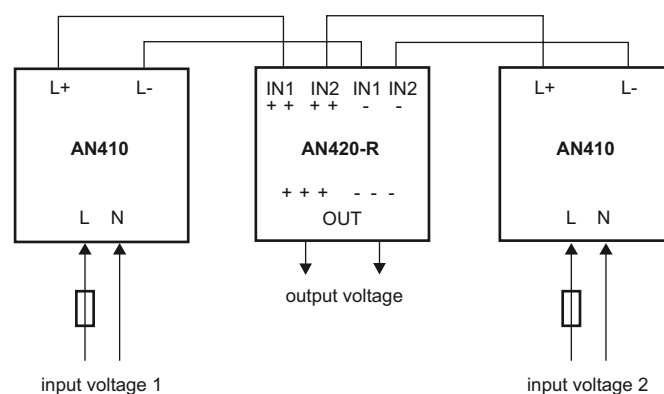 L+ L-
AN410
L N
input voltage 1
IN1 IN2 IN1 IN2
+ + + + - -
AN420-R
+ + + - - -
OUT
output voltage
L+ L-
AN410
L N
input voltage 2